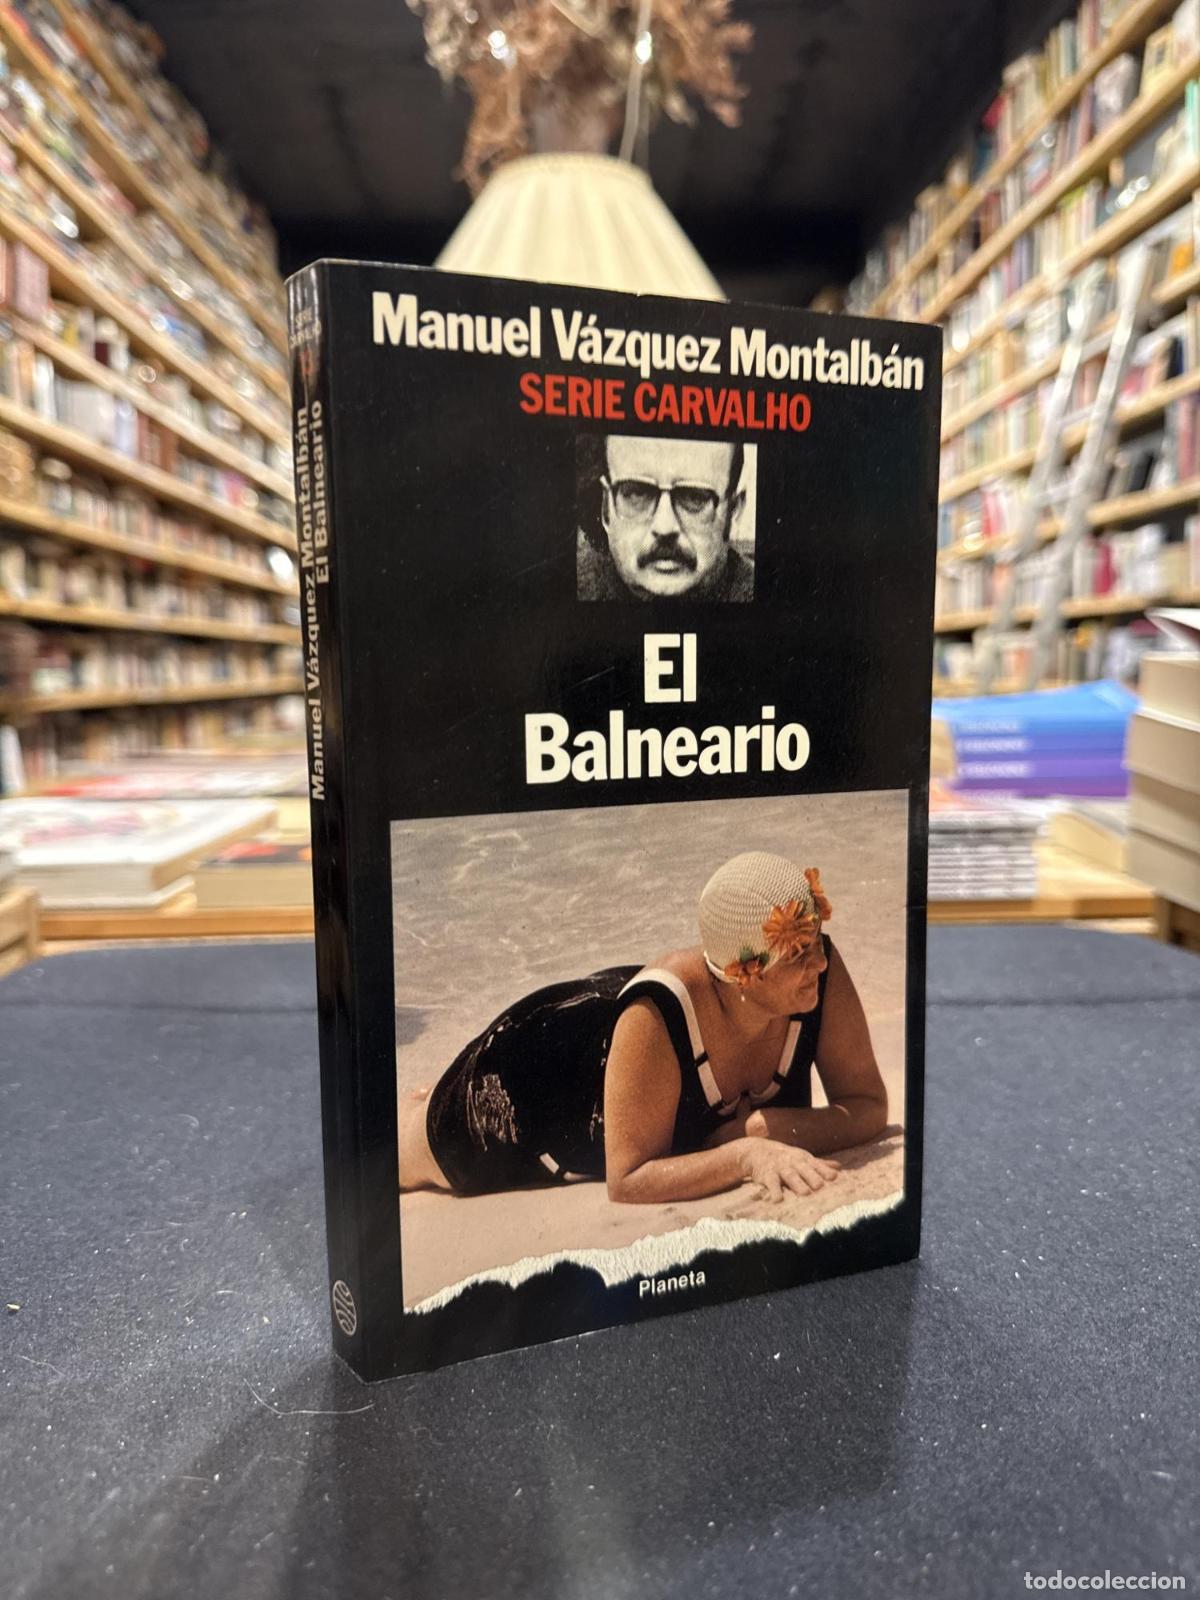 Manuel Vázquez Montalbán
SERIE CARVALHO
El
Balneario
Planeta
Manuel Vázquez Montalbán
El Balneario
todocoleccion